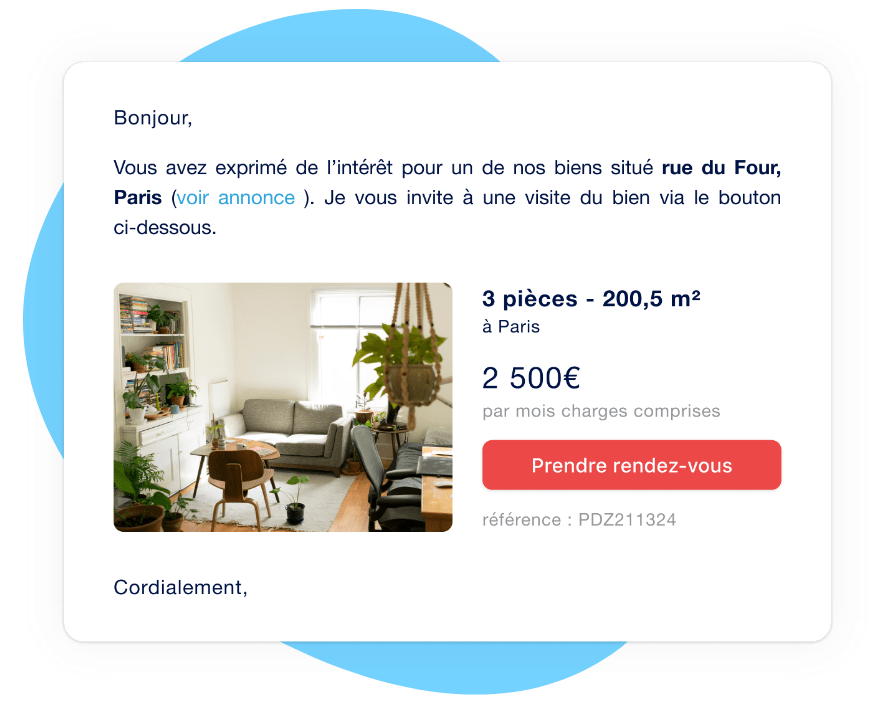 Bonjour,
Vous avez exprimé de l’intérêt pour un de nos biens situé rue du Four,
Paris (voir annonce ). Je vous invite à une visite du bien via le bouton
ci-dessous.
3 pièces - 200,5 m²
à Paris
2 500€
par mois charges comprises
Prendre rendez-vous
référence : PDZ211324
Cordialement,